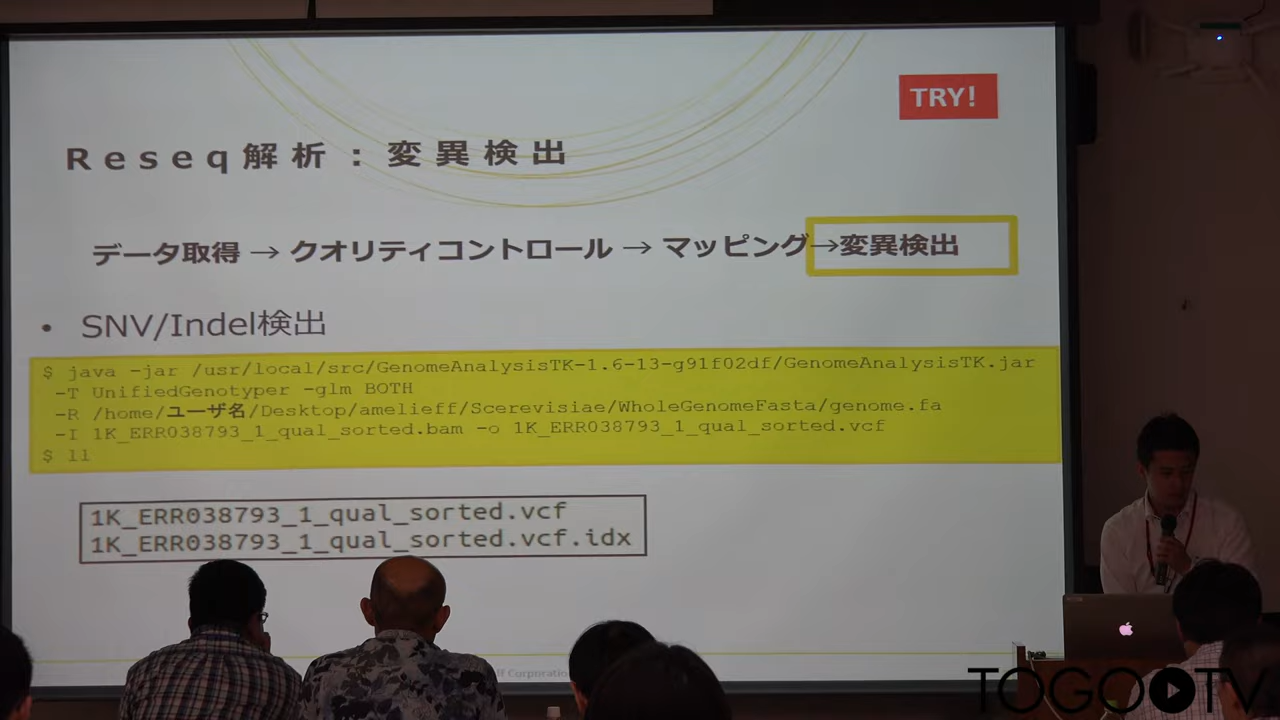 TRY!
Reseq解析:変異検出
データ取得 → クオリティコントロール → マッピング→変異検出
• SNV/Indel検出
$ java -jar /usr/local/src/GenomeAnalysisTK-1.6-13-g91f02df/GenomeAnalysisTK.jar
-T UnifiedGenotyper -glm BOTH
-R /home/ユーザ名/Desktop/amelieff/Scerevisiae/WholeGenomeFasta/genome.fa
-I 1K_ERR038793_1_qual_sorted.bam -o 1K_ERR038793_1_qual_sorted.vcf
$ ll
1K_ERR038793_1_qual_sorted.vcf
1K_ERR038793_1_qual_sorted.vcf.idx
TOGO TV